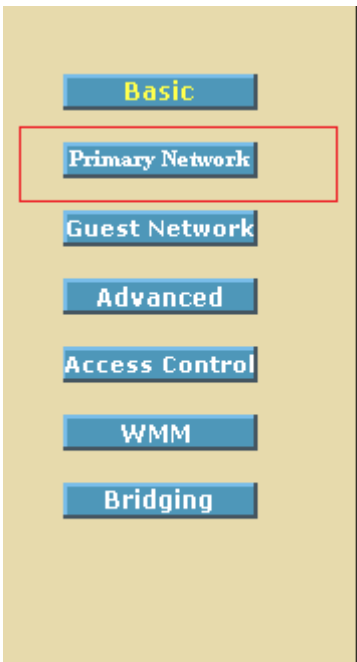 Basic
Primary Network
Guest Network
Advanced
Access Control
WMM
Bridging